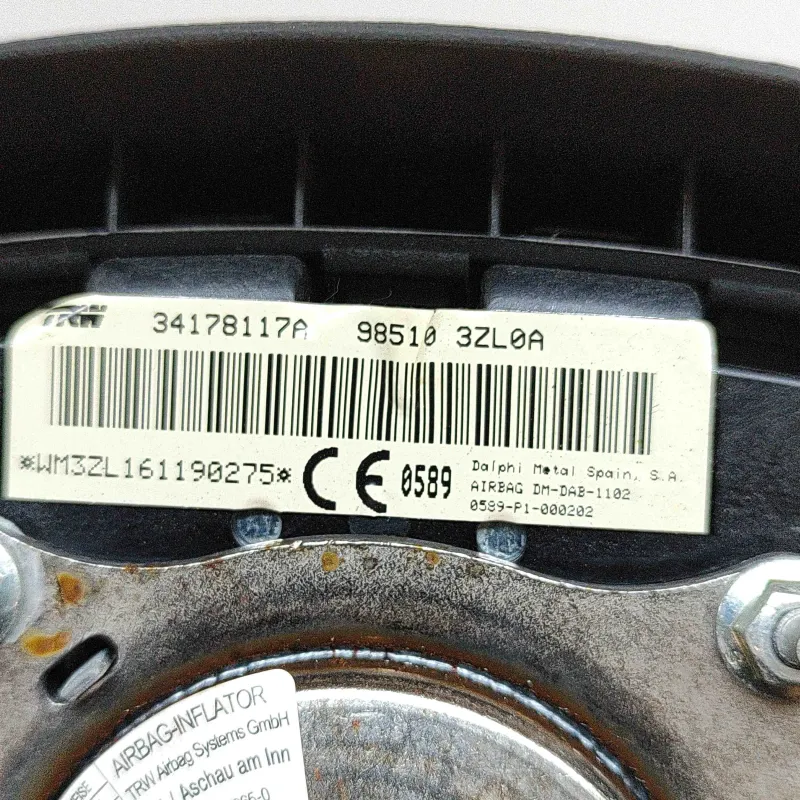 TRW 34178117A 98510 3ZL0A
*WM3ZL161190275* CE 0589
Dalphi Metal Spain, S.A.
AIRBAG DM-DAB-1102
0589-P1-000202
AIRBAG-INFLATOR
TRW Airbag Systems GmbH
Aschau am Inn